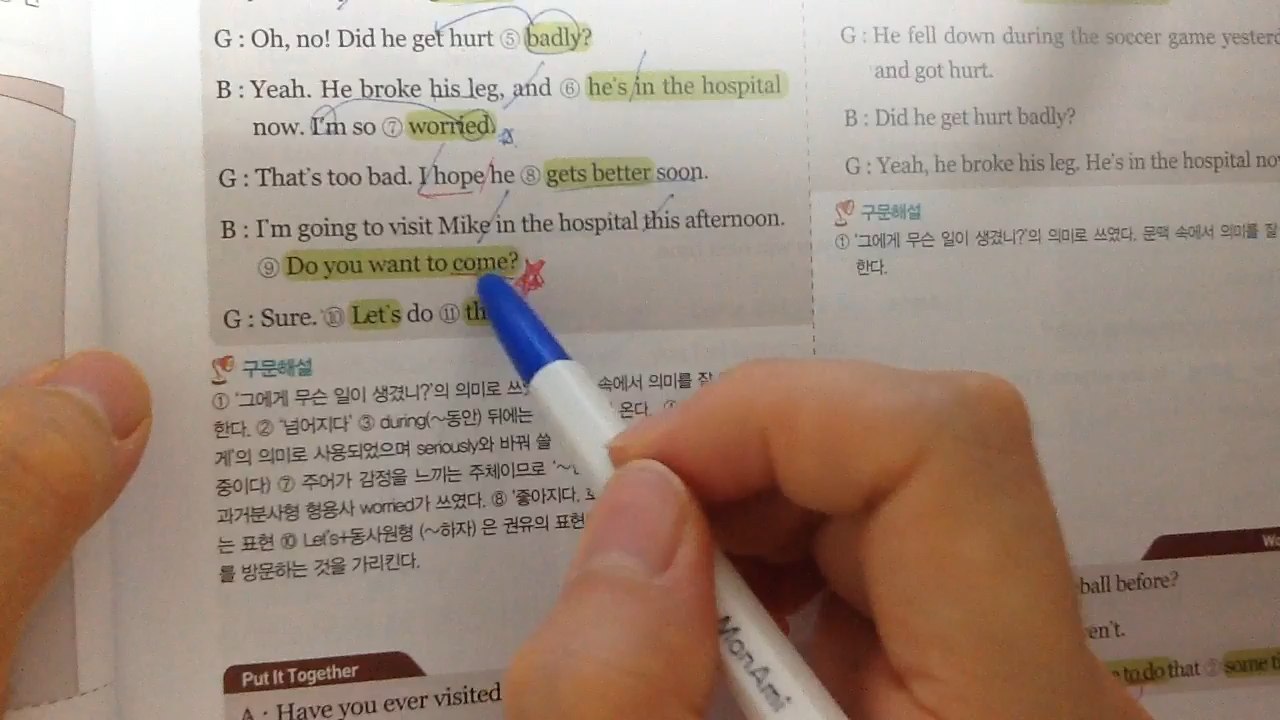 G : Oh, no! Did he get hurt ⑤ badly?
B : Yeah. He broke his leg, and ⑥ he's in the hospital
now. I'm so ⑦ worried.
G : That's too bad. I hope he ⑧ gets better soon.
B : I'm going to visit Mike in the hospital this afternoon.
⑨ Do you want to come?
G : Sure. ⑩ Let's do ⑪
구문해설
① '그에게 무슨 일이 생겼니?'의 의미로 속에서 의미를
한다. ② '넘어지다' ③ during(~동안) 뒤에는 온다.
게'의 의미로 사용되었으며 seriously와 바꿔 쓸
중이다) ⑦ 주어가 감정을 느끼는 주체이므로
과거분사형 형용사 worried가 쓰였다. ⑧ '좋아지다,
는 표현 ⑩ Let's+동사원형 (~하자) 은 권유의 표현
를 방문하는 것을 가리킨다.
Put It Together
A : Have you ever visited
G : He fell down during the soccer game
and got hurt.
B : Did he get hurt badly?
G : Yeah, he broke his leg. He's in the hospital
구문해설
① '그에게 무슨 일이 생겼니?'의 의미로 쓰였다. 문맥 속에서 의미를 잘
한다.
ball before?
to do that
MonAmi